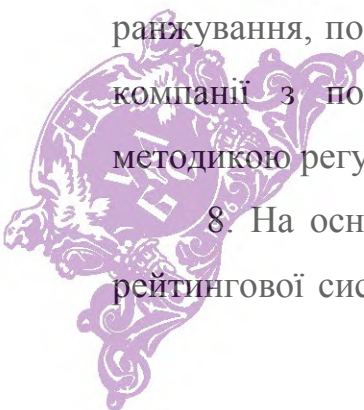 ранжування, по
компанії з по
методикою регу
8. На осн
рейтингової сис